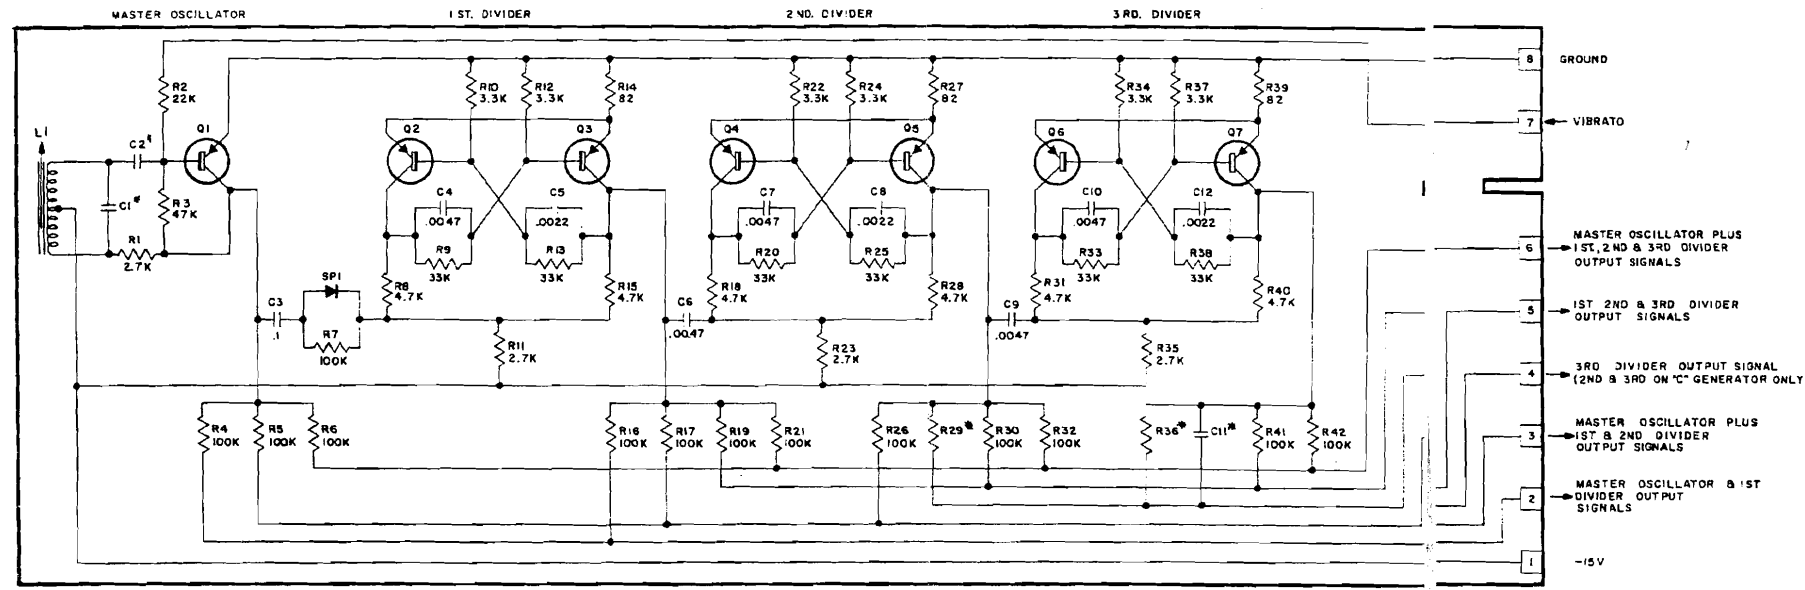 MASTER OSCILLATOR
1ST. DIVIDER
2ND. DIVIDER
3RD. DIVIDER
R2
22K
R10
3.3K
R12
3.3K
R14
82
R22
3.3K
R24
3.3K
R27
82
R34
3.3K
R37
3.3K
R39
82
8
GROUND
7
VIBRATO
L1
C2*
Q1
Q2
Q3
Q4
Q5
Q6
Q7
C1*
R3
47K
R1
2.7K
C4
.0047
R9
33K
C5
.0022
R13
33K
C7
.0047
R20
33K
C8
.0022
R25
33K
C10
.0047
R33
33K
C12
.0022
R38
33K
6
MASTER OSCILLATOR PLUS
1ST, 2ND & 3RD DIVIDER
OUTPUT SIGNALS
SP1
C3
.1
R7
100K
R8
4.7K
R15
4.7K
C6
.0047
R18
4.7K
R28
4.7K
C9
.0047
R31
4.7K
R40
4.7K
5
1ST 2ND & 3RD DIVIDER
OUTPUT SIGNALS
R11
2.7K
R23
2.7K
R35
2.7K
4
3RD DIVIDER OUTPUT SIGNAL
(2ND & 3RD ON "C" GENERATOR ONLY
R4
100K
R5
100K
R6
100K
R16
100K
R17
100K
R19
100K
R21
100K
R26
100K
R29*
R30
100K
R32
100K
R36*
C11*
R41
100K
R42
100K
3
MASTER OSCILLATOR PLUS
1ST & 2ND DIVIDER
OUTPUT SIGNALS
2
MASTER OSCILLATOR & 1ST
DIVIDER OUTPUT
SIGNALS
1
-15V